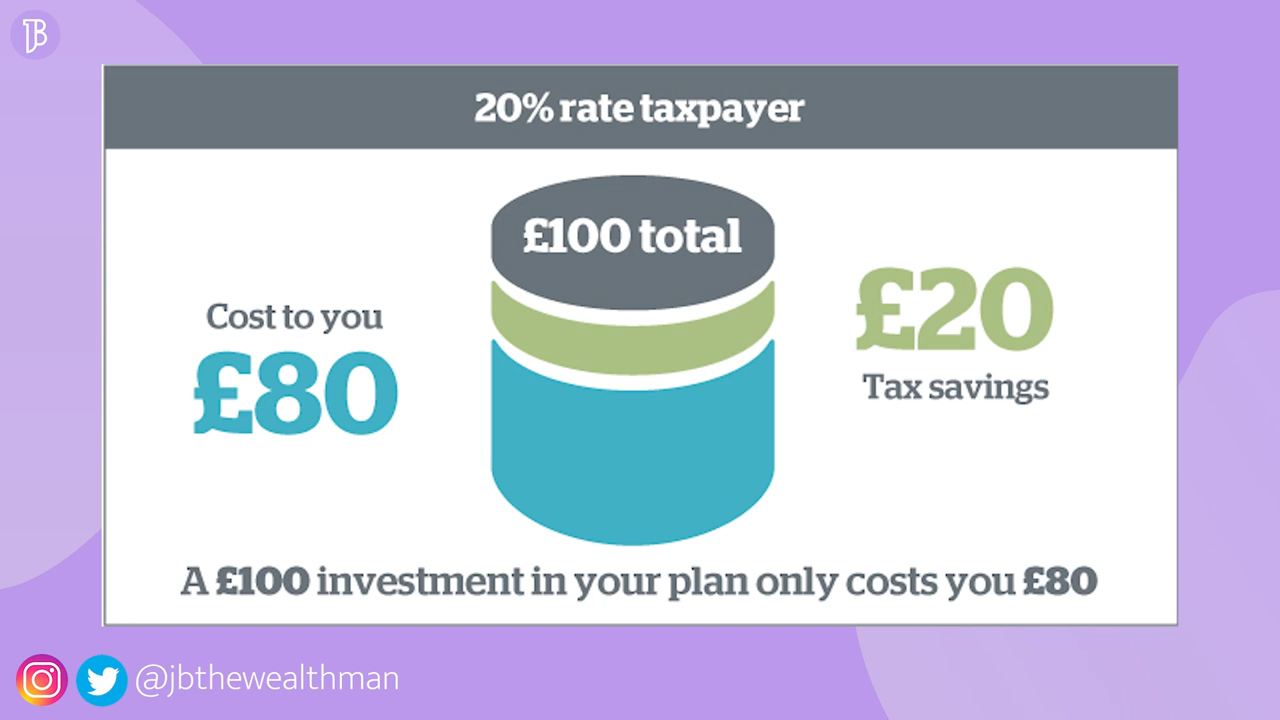 JB
20% rate taxpayer
£100 total
Cost to you
£80
£20
Tax savings
A £100 investment in your plan only costs you £80
@jbthewealthman